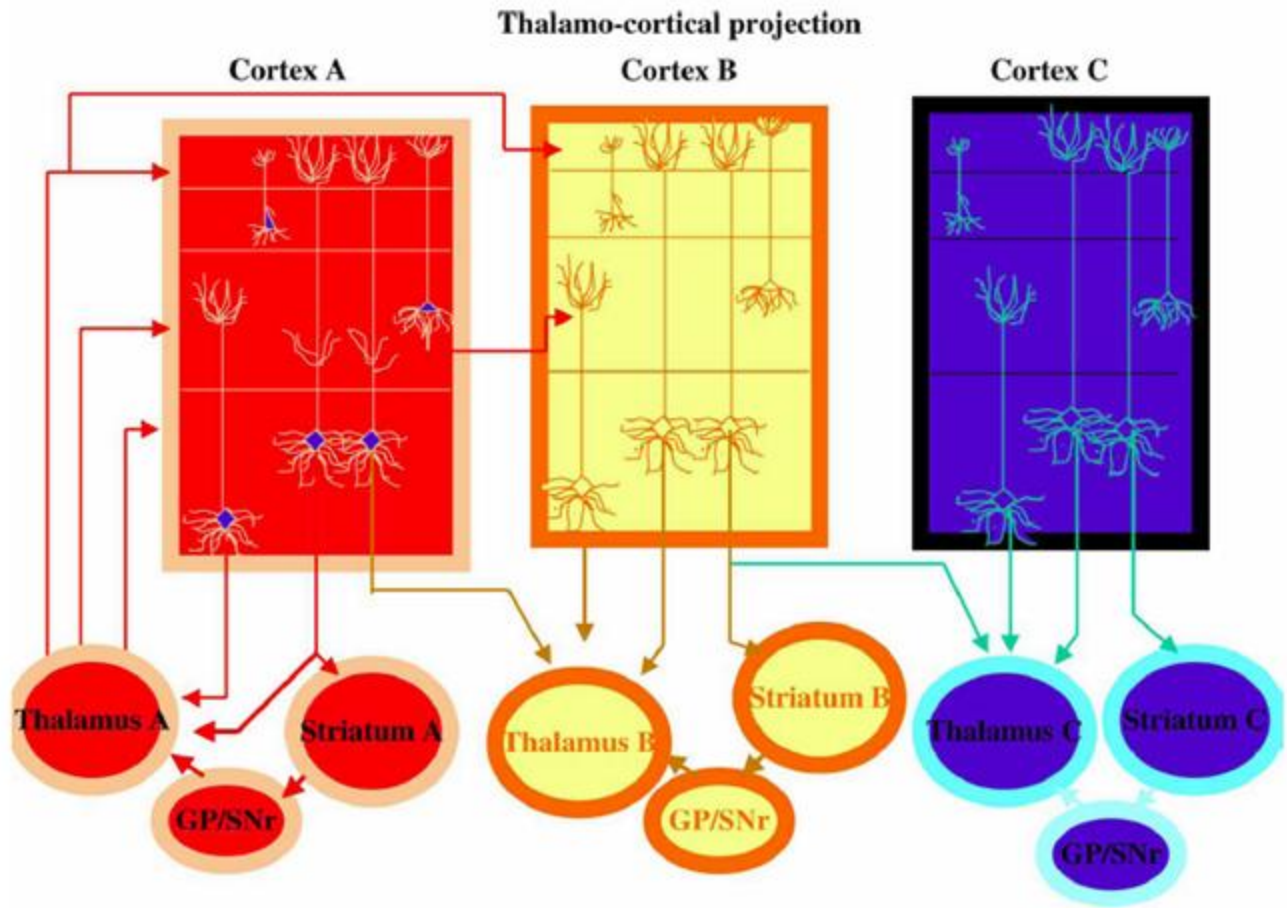 Thalamo-cortical projection
Cortex A
Cortex B
Cortex C
Thalamus A
Striatum A
GP/SNr
Thalamus B
Striatum B
GP/SNr
Thalamus C
Striatum C
GP/SNr